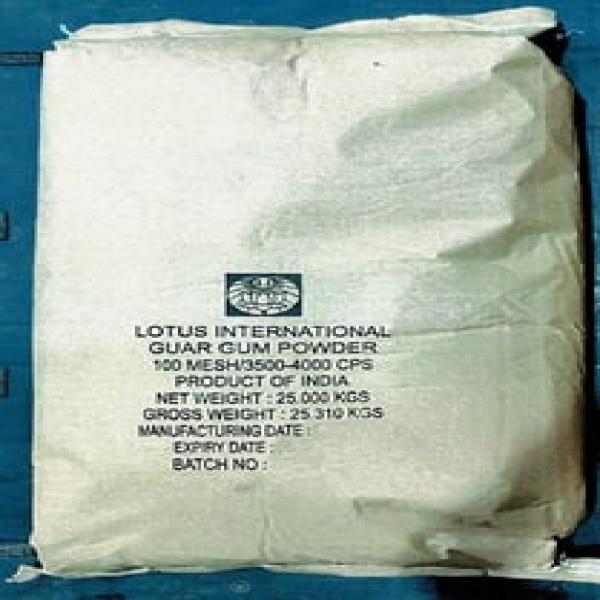 LOTUS INTERNATIONAL
GUAR GUM POWDER
100 MESH/3500-4000 CPS
PRODUCT OF INDIA
NET WEIGHT : 25.000 KGS
GROSS WEIGHT : 25.310 KGS
MANUFACTURING DATE :
EXPIRY DATE :
BATCH NO :